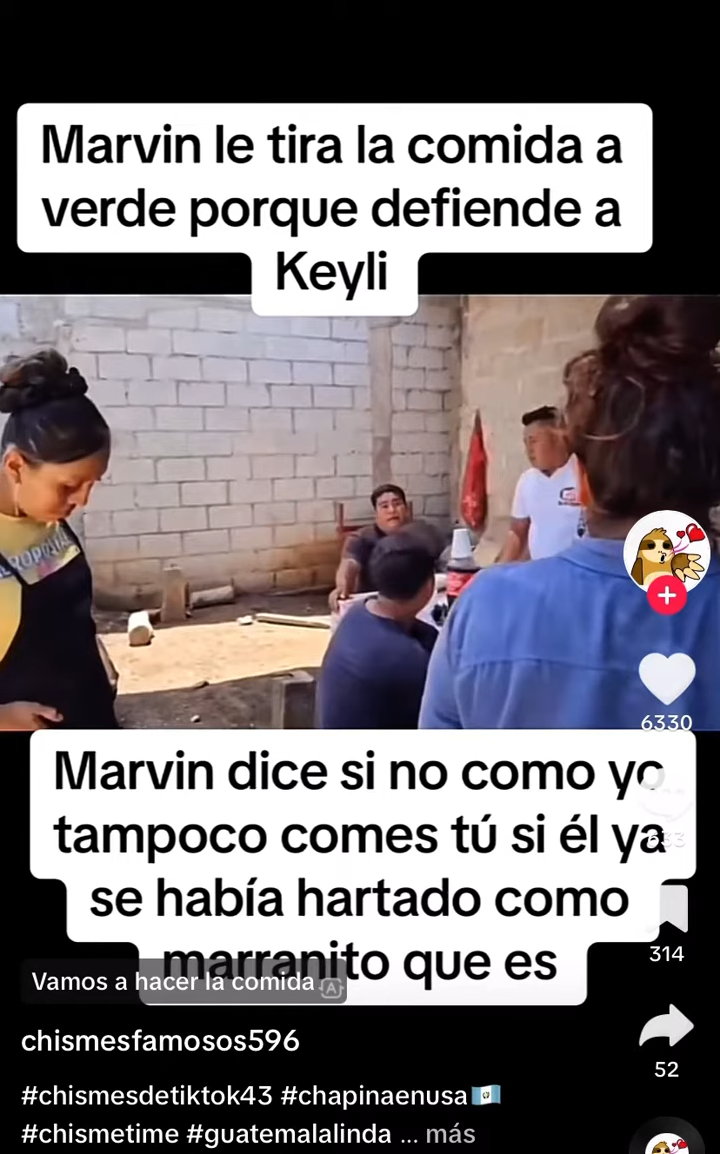 Marvin le tira la comida a
verde porque defiende a
Keyli
6330
Marvin dice si no como yo
tampoco comes tú si él ya
633
se había hartado como
314
marranito que es
Vamos a hacer la comida
chismesfamosos596
52
#chismesdetiktok43 #chapinaenusa🇬🇹
#chismetime #guatemalalinda ... más